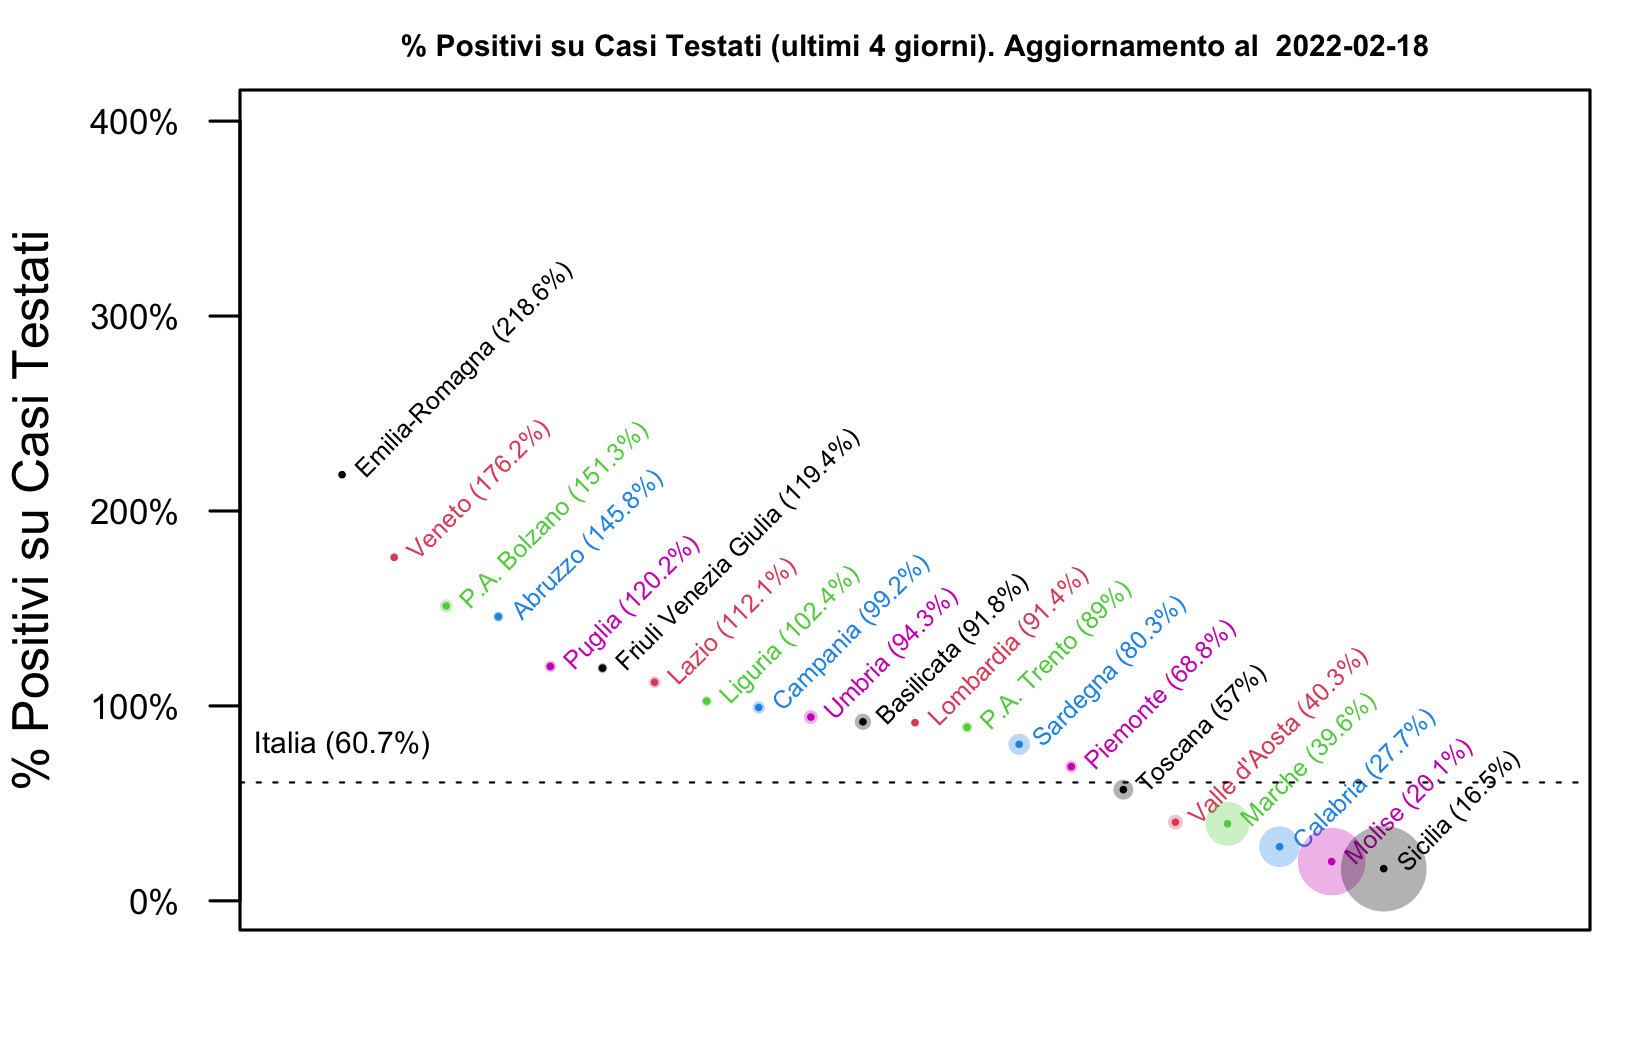 % Positivi su Casi Testati (ultimi 4 giorni). Aggiornamento al  2022-02-18
% Positivi su Casi Testati
400%
300%
200%
100%
0%
Italia (60.7%)
Emilia-Romagna (218.6%)
Veneto (176.2%)
P.A. Bolzano (151.3%)
Abruzzo (145.8%)
Puglia (120.2%)
Friuli Venezia Giulia (119.4%)
Lazio (112.1%)
Liguria (102.4%)
Campania (99.2%)
Umbria (94.3%)
Basilicata (91.8%)
Lombardia (91.4%)
P.A. Trento (89%)
Sardegna (80.3%)
Piemonte (68.8%)
Toscana (57%)
Valle d'Aosta (40.3%)
Marche (39.6%)
Calabria (27.7%)
Molise (20.1%)
Sicilia (16.5%)